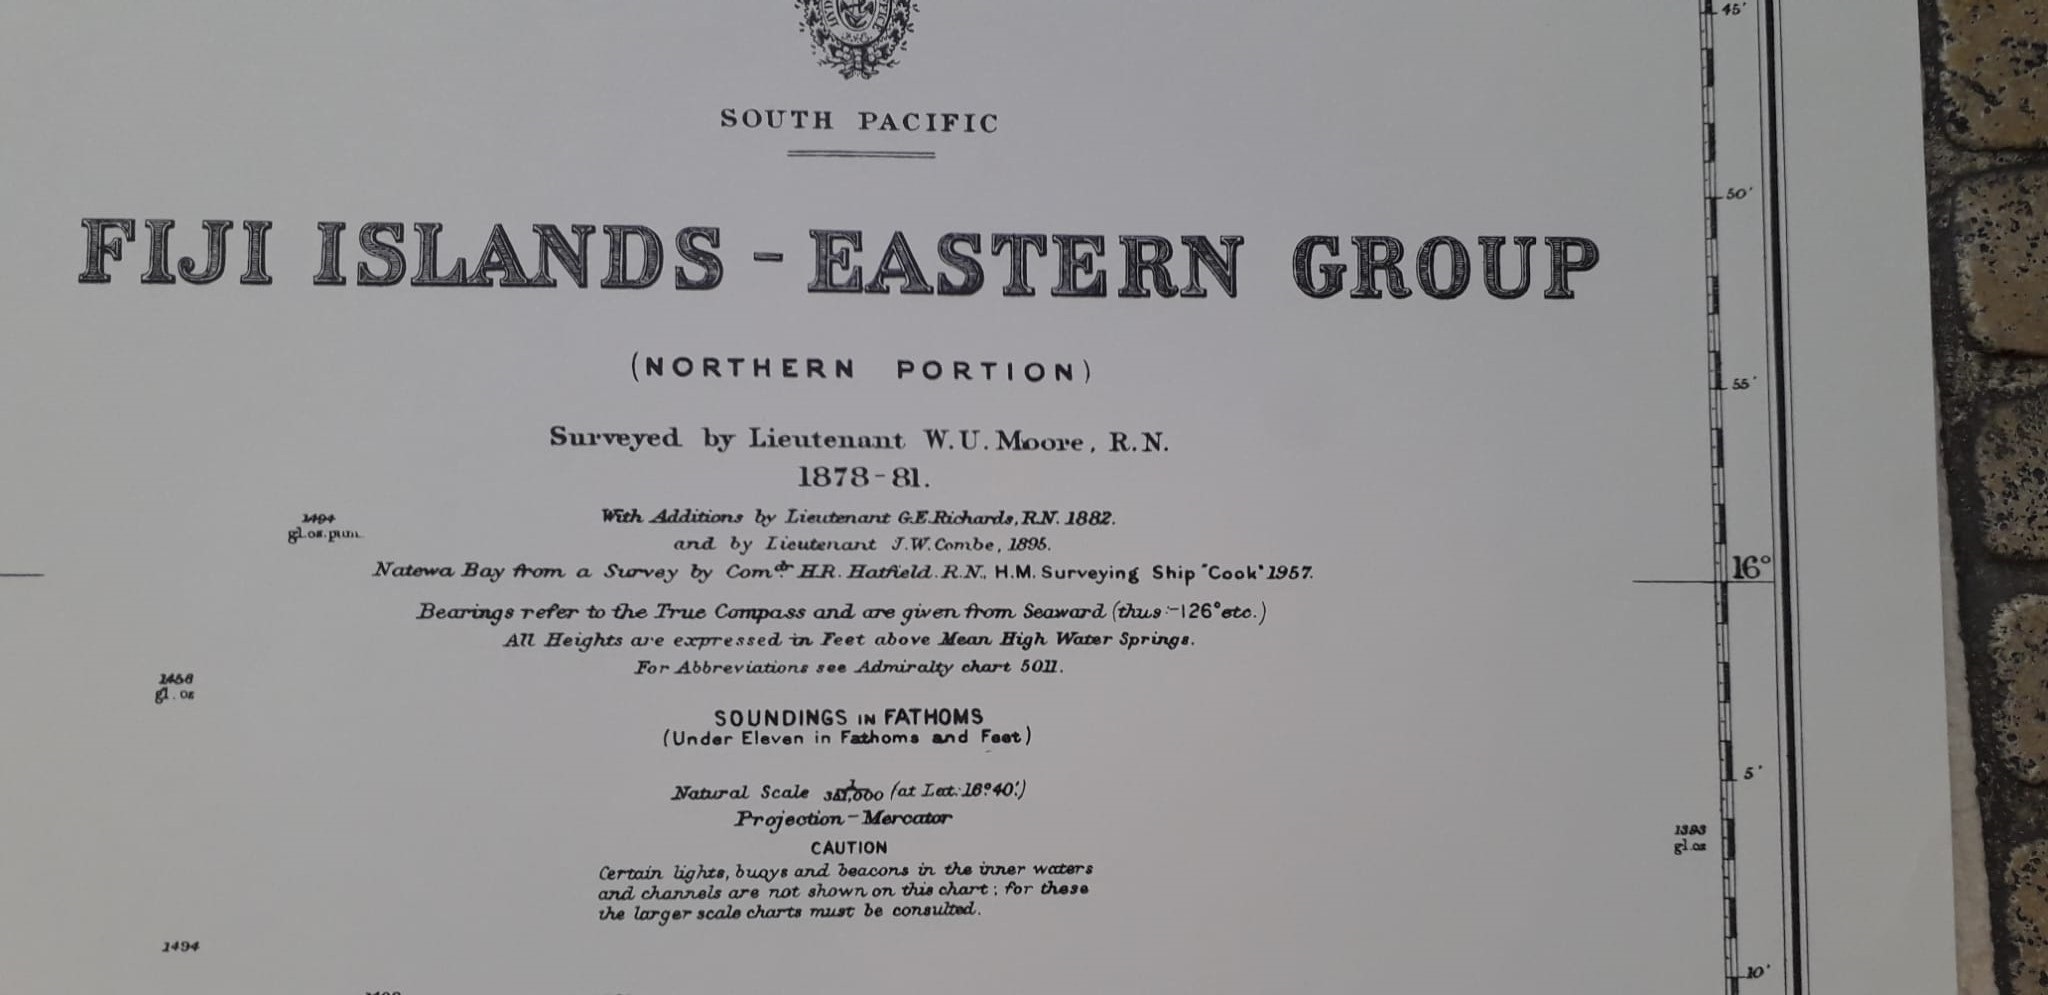 45'
SOUTH PACIFIC
50'
FIJI ISLANDS - EASTERN GROUP
(NORTHERN PORTION)
55'
Surveyed by Lieutenant W.U. Moore, R.N.
1878-81.
With Additions by Lieutenant G.E. Richards, R.N. 1882.
1494
gl.oz.pum.
and by Lieutenant J.W. Combe, 1895.
Natewa Bay from a Survey by Comdr. H.R. Hatfield. R.N., H.M. Surveying Ship "Cook" 1957.
16°
Bearings refer to the True Compass and are given from Seaward (thus:-126° etc.)
All Heights are expressed in Feet above Mean High Water Springs.
For Abbreviations see Admiralty chart 5011.
gl.oz
SOUNDINGS IN FATHOMS
(Under Eleven in Fathoms and Feet)
5'
Natural Scale (at Lat: 16°40'.)
Projection - Mercator
1393
gl.oz
CAUTION
Certain lights, buoys and beacons in the inner waters
and channels are not shown on this chart; for these
the larger scale charts must be consulted.
1494
10'